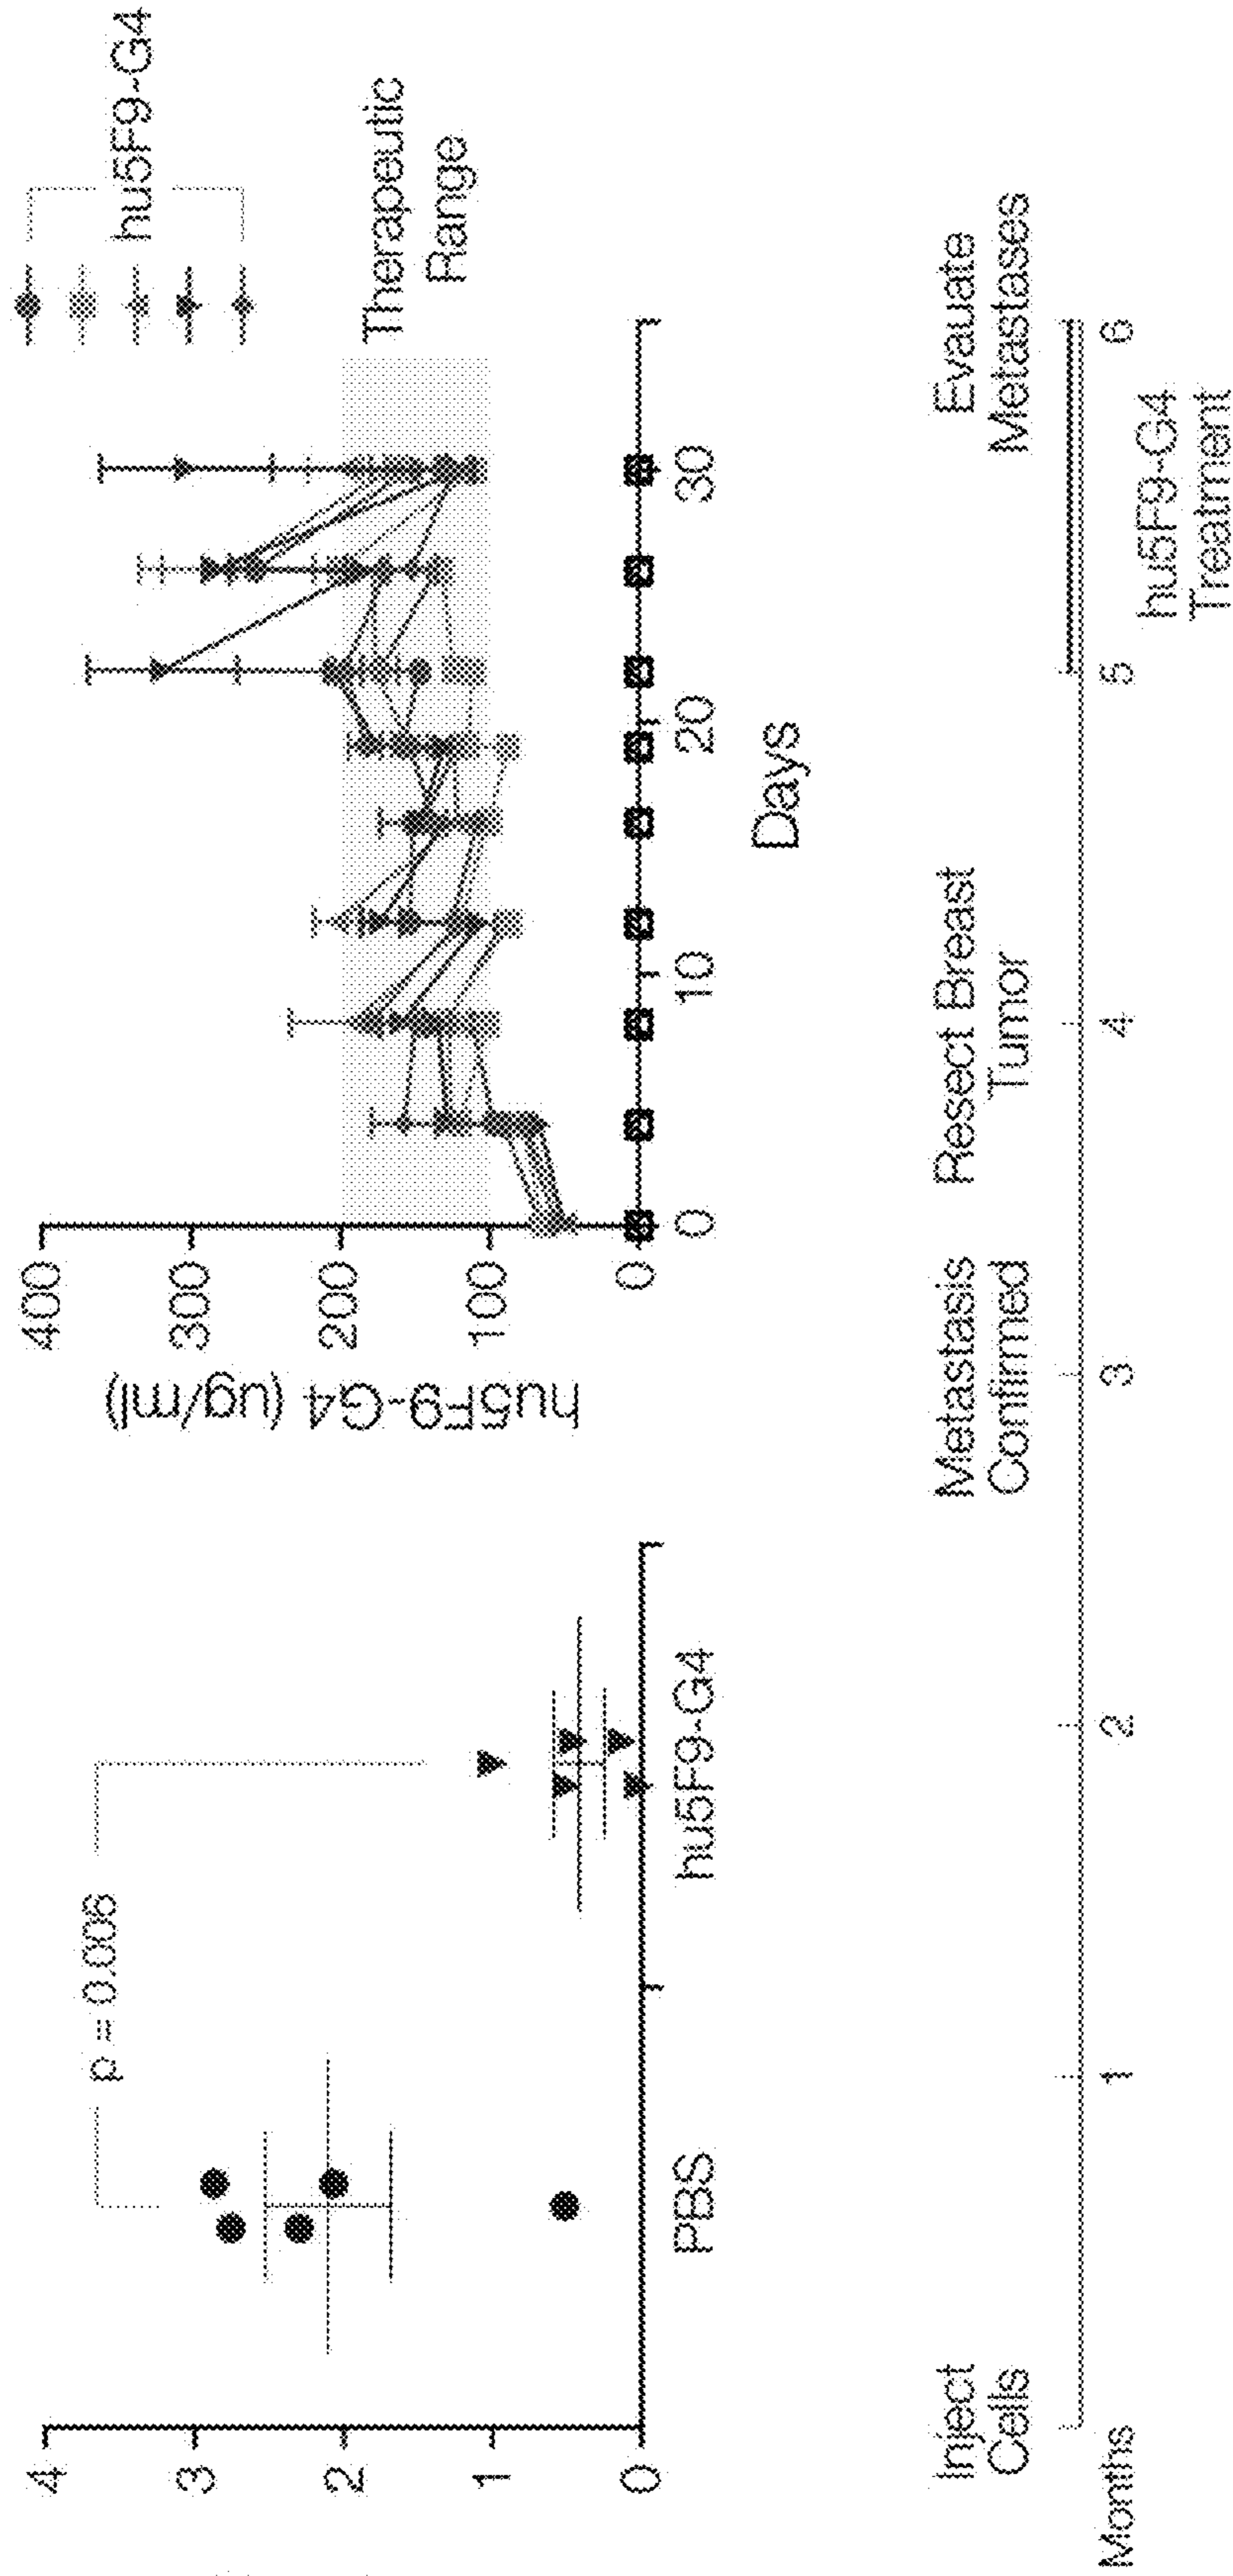 4
3
2
1
0
p = 0.006
PBS
hu5F9-G4
hu5F9-G4 (ug/ml)
400
300
200
100
0
0
10
20
30
Days
hu5F9-G4
Therapeutic
Range
Inject
Cells
Metastasis
Confirmed
Resect Breast
Tumor
Evauate
Metastases
Months
1
2
3
4
5
6
hu5F9-G4
Treatment